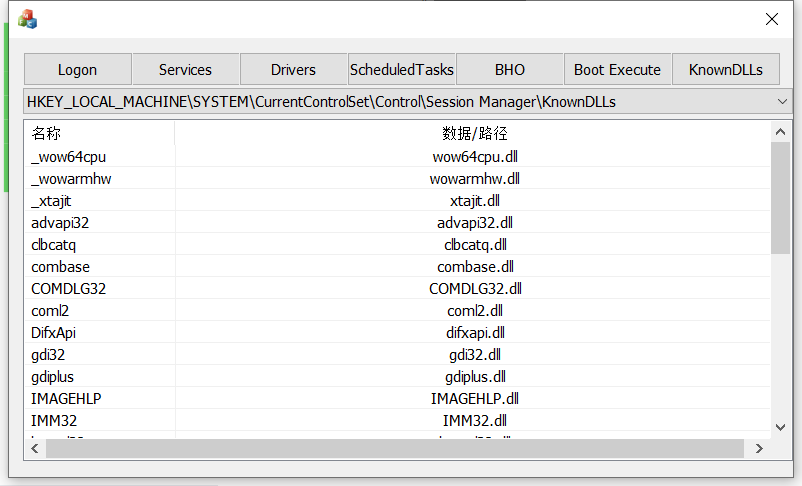 Logon Services Drivers ScheduledTasks BHO Boot Execute KnownDLLs
HKEY_LOCAL_MACHINE\SYSTEM\CurrentControlSet\Control\Session Manager\KnownDLLs
名称 数据/路径
_wow64cpu wow64cpu.dll
_wowarmhw wowarmhw.dll
_xtajit xtajit.dll
advapi32 advapi32.dll
clbcatq clbcatq.dll
combase combase.dll
COMDLG32 COMDLG32.dll
coml2 coml2.dll
DifxApi difxapi.dll
gdi32 gdi32.dll
gdiplus gdiplus.dll
IMAGEHLP IMAGEHLP.dll
IMM32 IMM32.dll